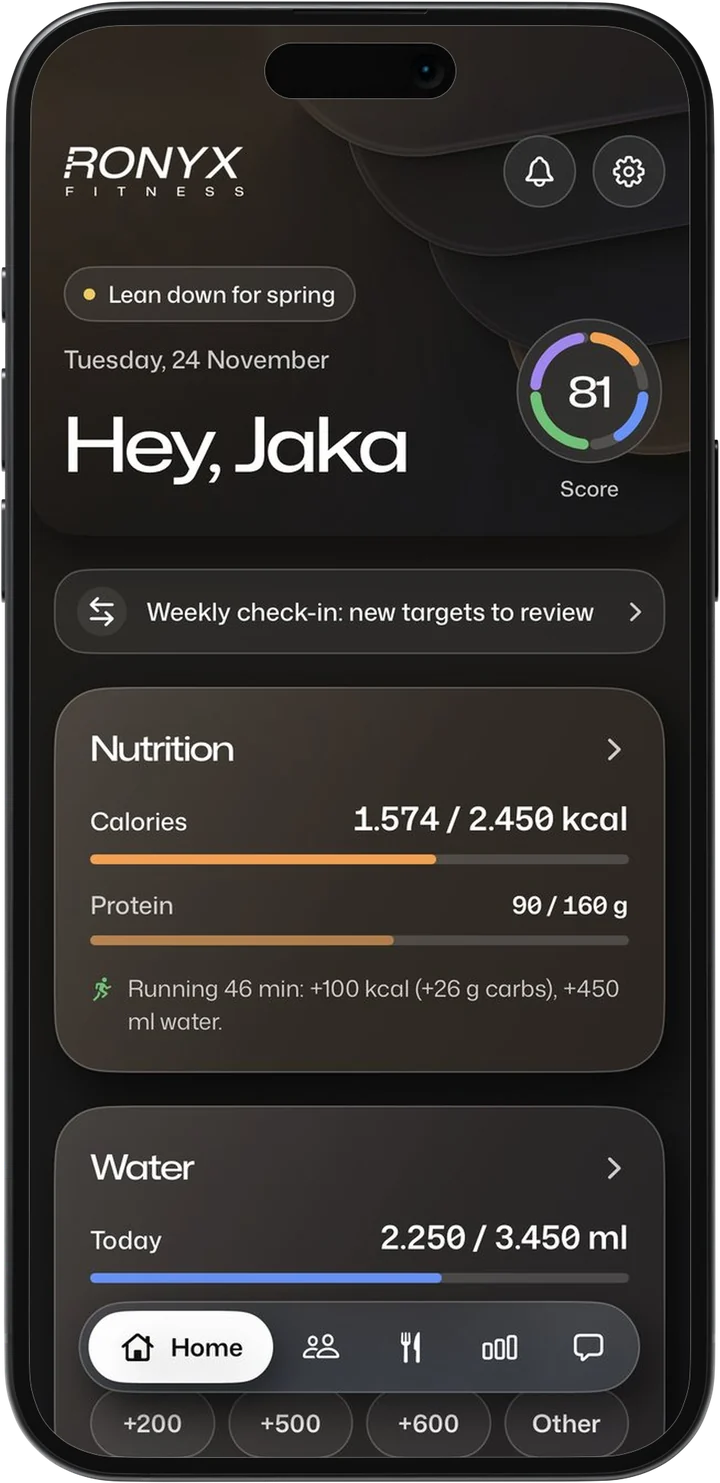 RONYX
FITNESS
Lean down for spring
Tuesday, 24 November
Hey, Jaka
81
Score
Weekly check-in: new targets to review
Nutrition
Calories 1.574 / 2.450 kcal
Protein 90 / 160 g
Running 46 min: +100 kcal (+26 g carbs), +450
ml water.
Water
Today 2.250 / 3.450 ml
Home
+200 +500 +600 Other